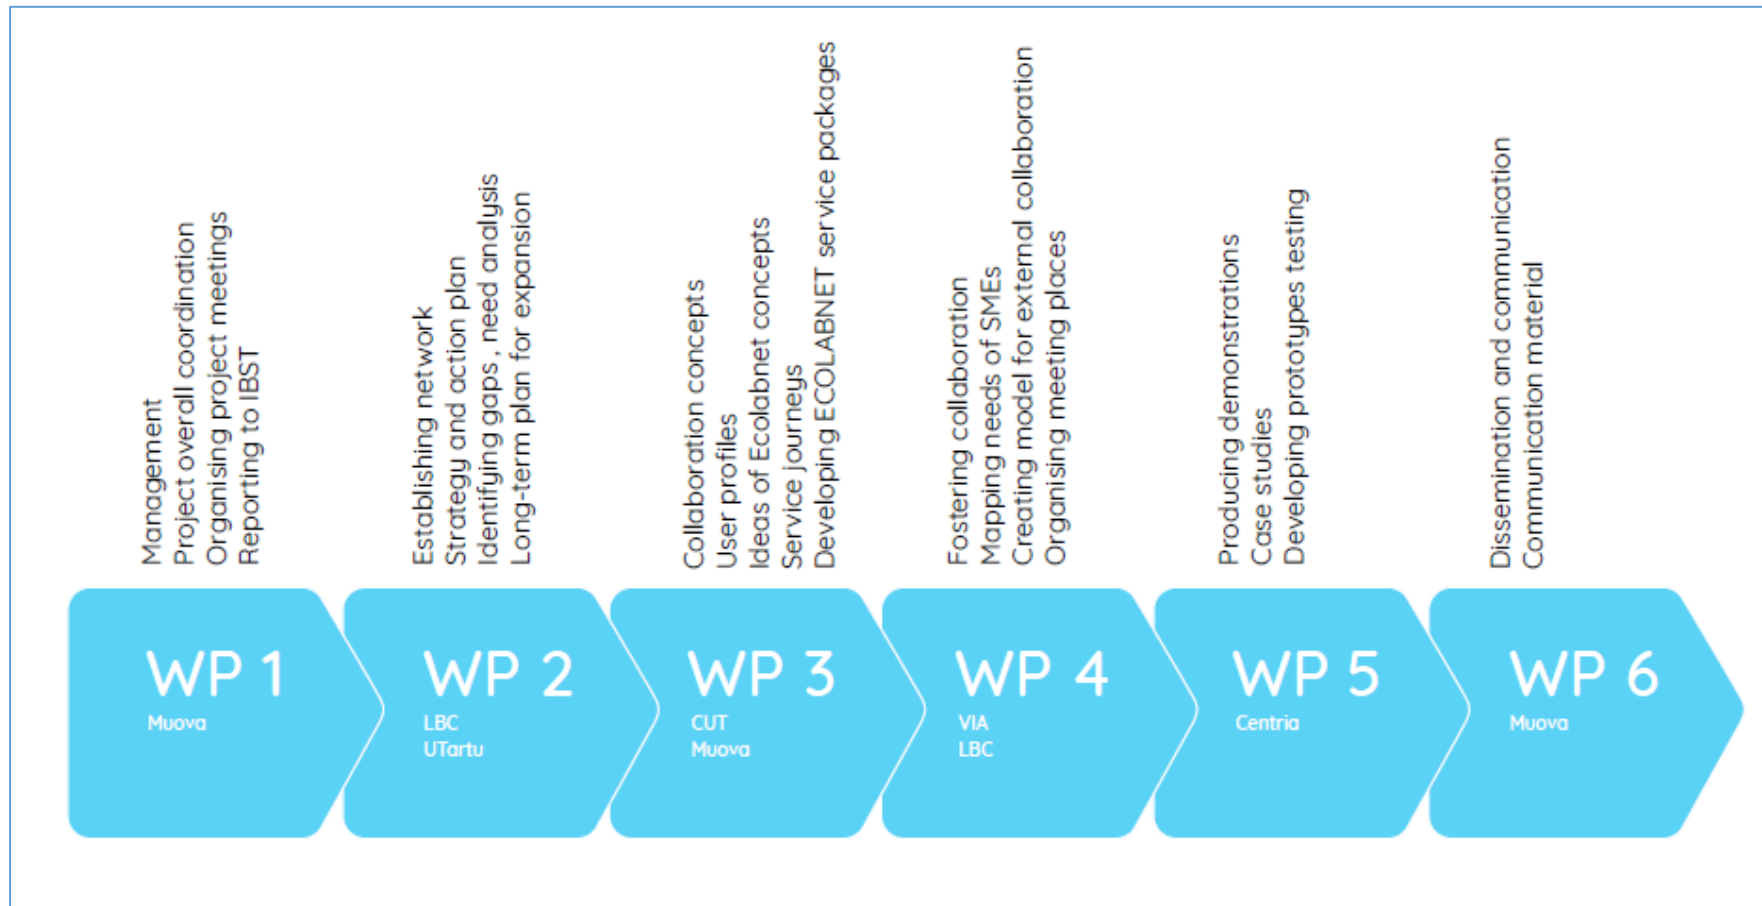 Management
Project overall coordination
Organising project meetings
Reporting to IBST
Establishing network
Strategy and action plan
Identifying gaps, need analysis
Long-term plan for expansion
Collaboration concepts
User profiles
Ideas of Ecolabnet concepts
Service journeys
Developing ECOLABNET service packages
Fostering collaboration
Mapping needs of SMEs
Creating model for external collaboration
Organising meeting places
Producing demonstrations
Case studies
Developing prototypes testing
Dissemination and communication
Communication material
WP 1
Muova
WP 2
LBC
UTartu
WP 3
CUT
Muova
WP 4
VIA
LBC
WP 5
Centria
WP 6
Muova